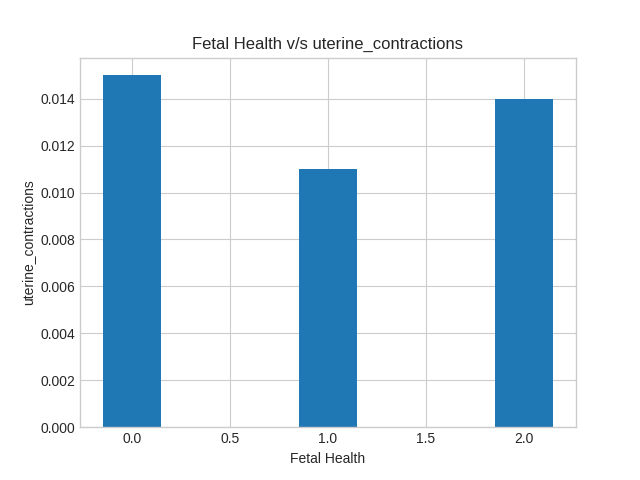 Fetal Health v/s uterine_contractions
uterine_contractions
0.014
0.012
0.010
0.008
0.006
0.004
0.002
0.000
0.0 0.5 1.0 1.5 2.0
Fetal Health